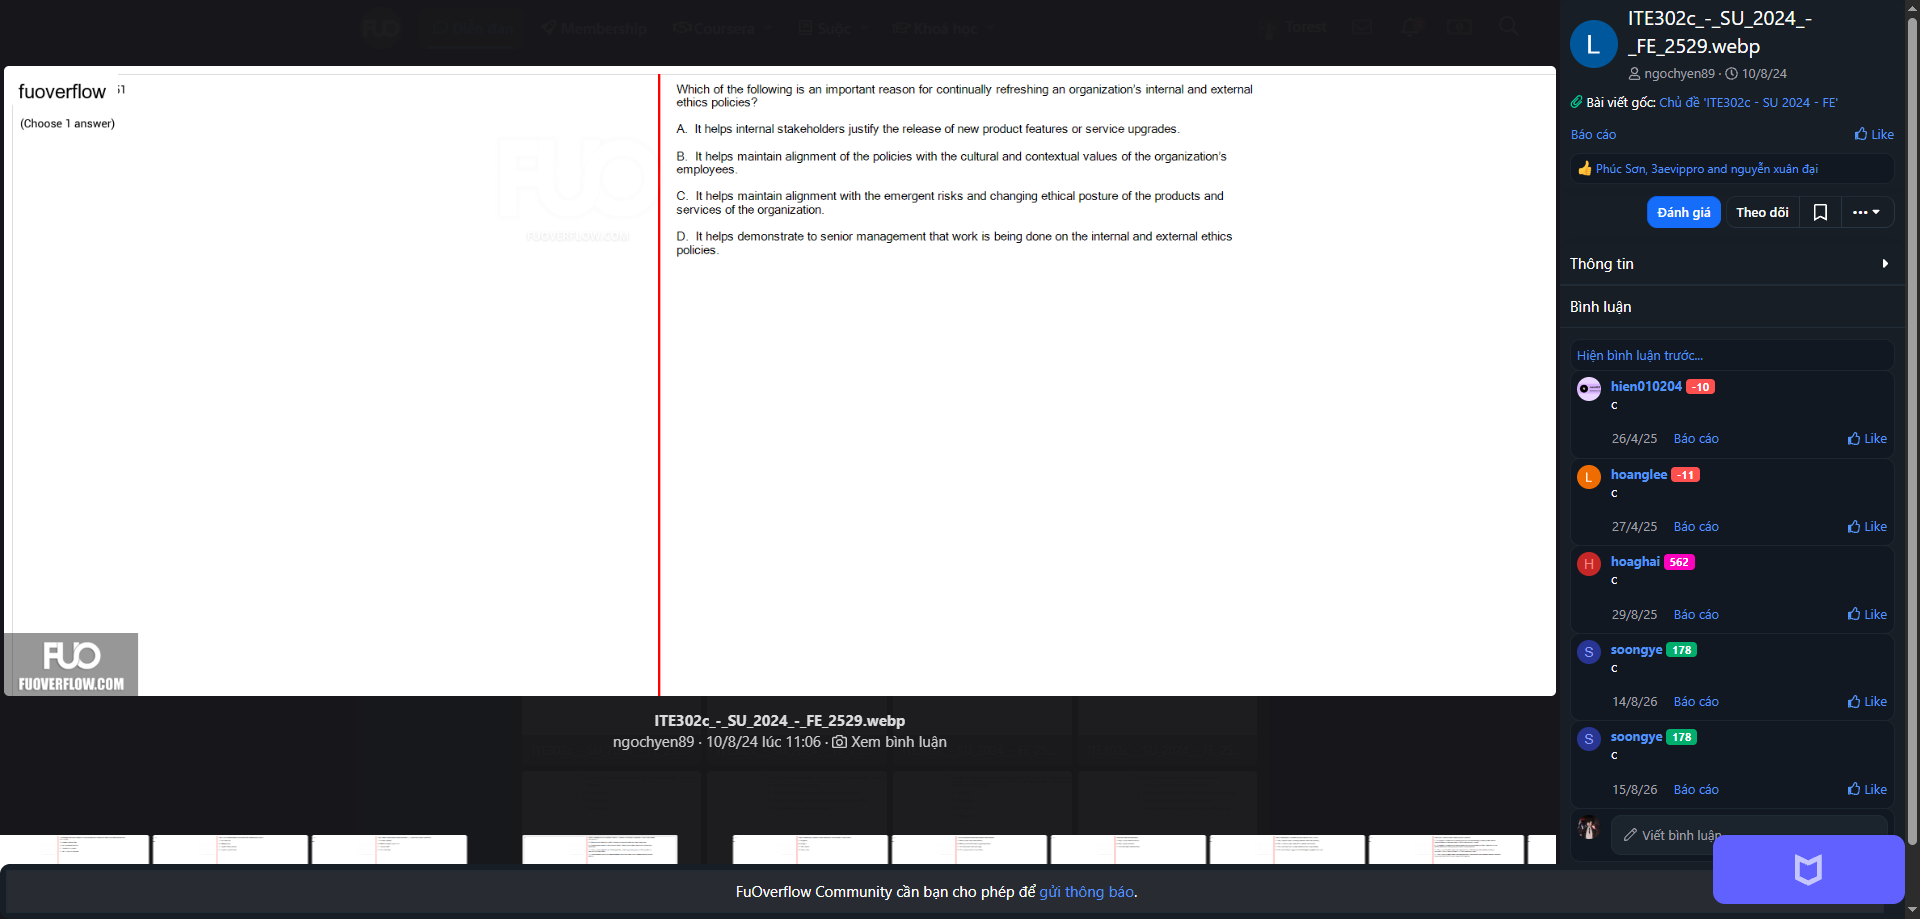 Membership
Coursera
fuoverflow
(Choose 1 answer)
Which of the following is an important reason for continually refreshing an organization's internal and external
ethics policies?
A. It helps internal stakeholders justify the release of new product features or service upgrades.
B. It helps maintain alignment of the policies with the cultural and contextual values of the organization's
employees.
C. It helps maintain alignment with the emergent risks and changing ethical posture of the products and
services of the organization.
D. It helps demonstrate to senior management that work is being done on the internal and external ethics
policies.
FUO
FUOVERFLOW.COM
FUO
FUOVERFLOW.COM
ITE302c_-_SU_2024_-_FE_2529.webp
ngochyen89 · 10/8/24 lúc 11:06 · Xem bình luận
FuOverflow Community cần bạn cho phép để gửi thông báo.
L
ITE302c_-_SU_2024_-
_FE_2529.webp
ngochyen89 · 10/8/24
Bài viết gốc: Chủ đề 'ITE302c - SU 2024 - FE'
Báo cáo Like
Phúc Sơn, 3aevippro and nguyễn xuân đại
Đánh giá Theo dõi
Thông tin
Bình luận
Hiện bình luận trước...
hien010204 -10
c
26/4/25 Báo cáo Like
L hoanglee -11
c
27/4/25 Báo cáo Like
H hoaghai 562
c
29/8/25 Báo cáo Like
S soongye 178
c
14/8/26 Báo cáo Like
S soongye 178
c
15/8/26 Báo cáo Like
Viết bình luận